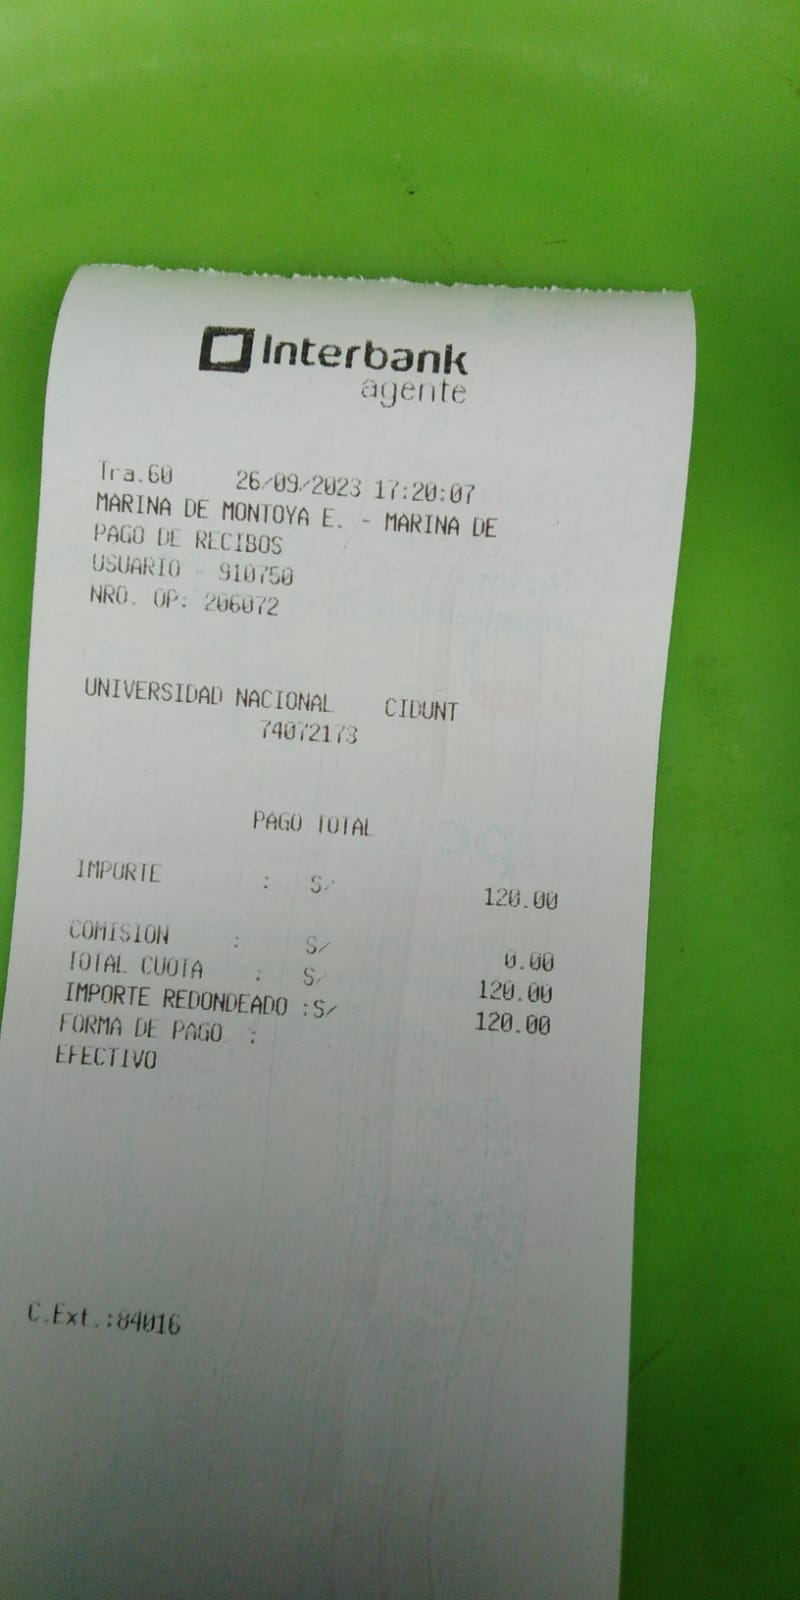 Interbank
agente
Tra.60 26/09/2023 17:20:07
MARINA DE MONTOYA E. - MARINA DE
PAGO DE RECIBOS
USUARIO - 910750
NRO. OP: 206072
UNIVERSIDAD NACIONAL CIDUNT
74072173
PAGO TOTAL
IMPORTE : S/ 120.00
COMISION : S/ 0.00
TOTAL CUOTA : S/ 120.00
IMPORTE REDONDEADO :S/ 120.00
FORMA DE PAGO :
EFECTIVO
C.Ext.:84016